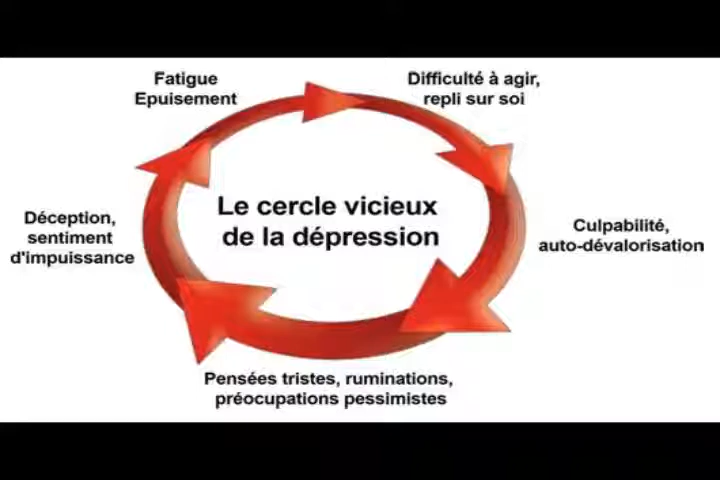 Fatigue
Epuisement
Difficulté à agir,
repli sur soi
Le cercle vicieux
de la dépression
Déception,
sentiment
d'impuissance
Culpabilité,
auto-dévalorisation
Pensées tristes, ruminations,
préocupations pessimistes